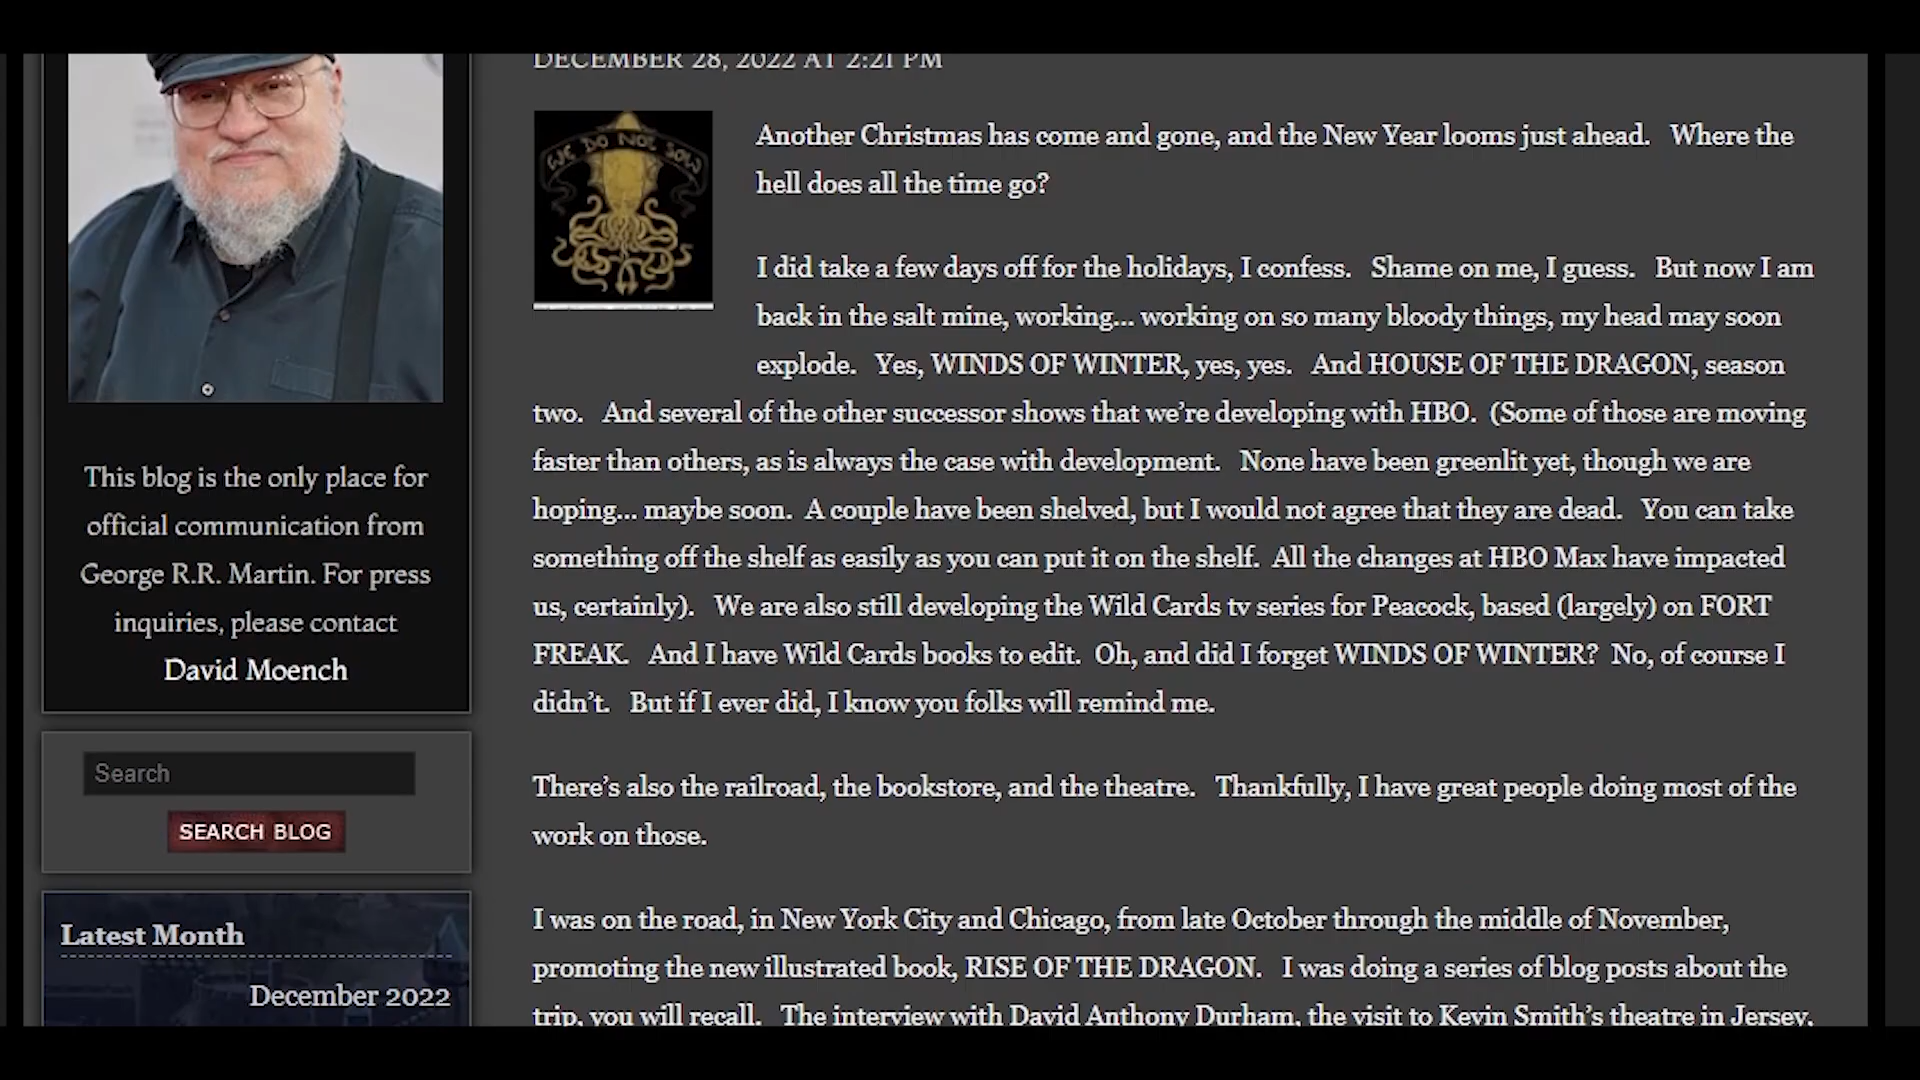 DECEMBER 28, 2022 AT 2:21 PM
WE DO NOT SOW
Another Christmas has come and gone, and the New Year looms just ahead. Where the
hell does all the time go?
I did take a few days off for the holidays, I confess. Shame on me, I guess. But now I am
back in the salt mine, working... working on so many bloody things, my head may soon
explode. Yes, WINDS OF WINTER, yes, yes. And HOUSE OF THE DRAGON, season
two. And several of the other successor shows that we’re developing with HBO. (Some of those are moving
faster than others, as is always the case with development. None have been greenlit yet, though we are
hoping... maybe soon. A couple have been shelved, but I would not agree that they are dead. You can take
something off the shelf as easily as you can put it on the shelf. All the changes at HBO Max have impacted
us, certainly). We are also still developing the Wild Cards tv series for Peacock, based (largely) on FORT
FREAK. And I have Wild Cards books to edit. Oh, and did I forget WINDS OF WINTER? No, of course I
didn’t. But if I ever did, I know you folks will remind me.
There’s also the railroad, the bookstore, and the theatre. Thankfully, I have great people doing most of the
work on those.
I was on the road, in New York City and Chicago, from late October through the middle of November,
promoting the new illustrated book, RISE OF THE DRAGON. I was doing a series of blog posts about the
trip, you will recall. The interview with David Anthony Durham, the visit to Kevin Smith’s theatre in Jersey,
This blog is the only place for
official communication from
George R.R. Martin. For press
inquiries, please contact
David Moench
Search
SEARCH BLOG
Latest Month
December 2022